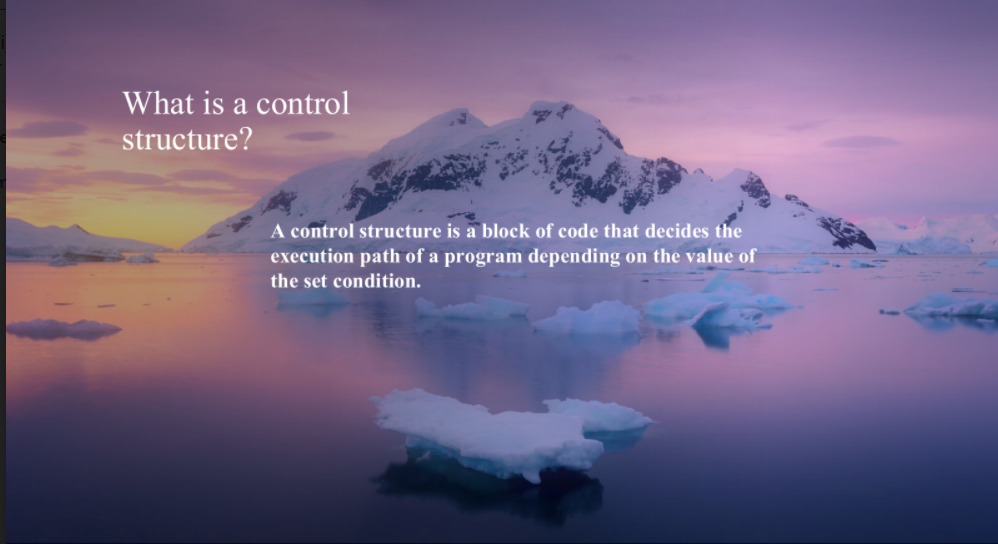 What is a control
structure?
A control structure is a block of code that decides the
execution path of a program depending on the value of
the set condition.